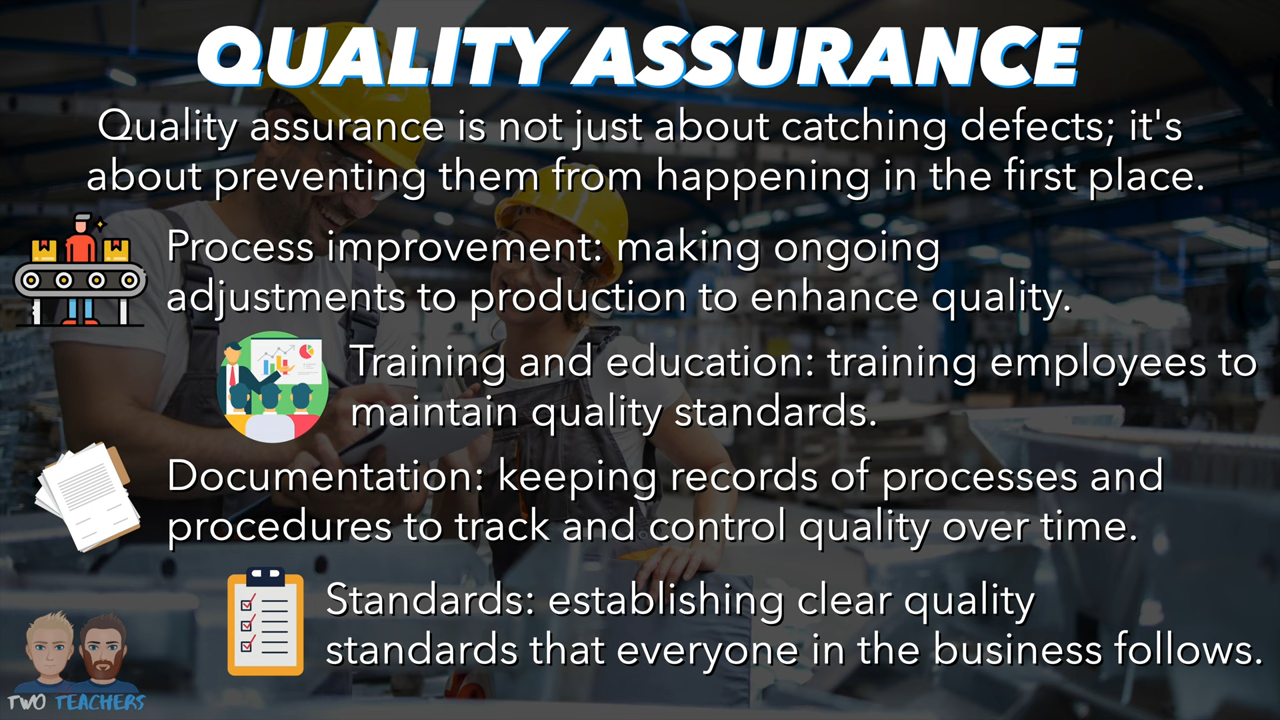 QUALITY ASSURANCE
Quality assurance is not just about catching defects; it's
about preventing them from happening in the first place.
Process improvement: making ongoing
adjustments to production to enhance quality.
Training and education: training employees to
maintain quality standards.
Documentation: keeping records of processes and
procedures to track and control quality over time.
Standards: establishing clear quality
standards that everyone in the business follows.
TWO TEACHERS